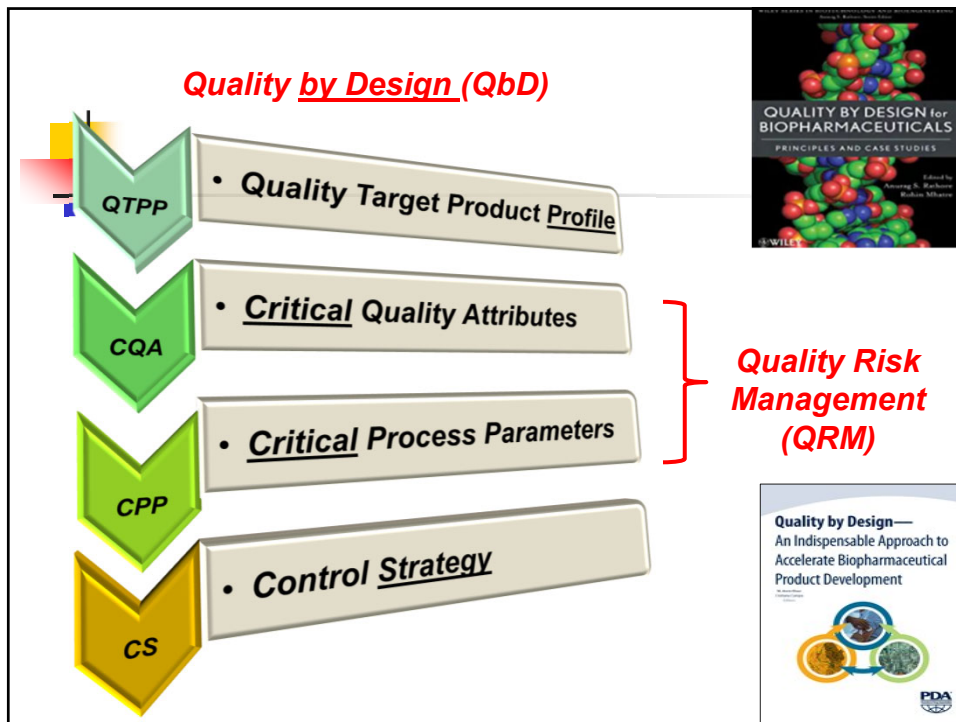 Quality by Design (QbD)
QTPP
• Quality Target Product Profile
CQA
• Critical Quality Attributes
CPP
• Critical Process Parameters
CS
• Control Strategy
Quality Risk
Management
(QRM)
QUALITY BY DESIGN for
BIOPHARMACEUTICALS
PRINCIPLES AND CASE STUDIES
Edited by
Anurag S. Rathore
Rohin Mhatre
WILEY
Quality by Design—
An Indispensable Approach to
Accelerate Biopharmaceutical
Product Development
PDA